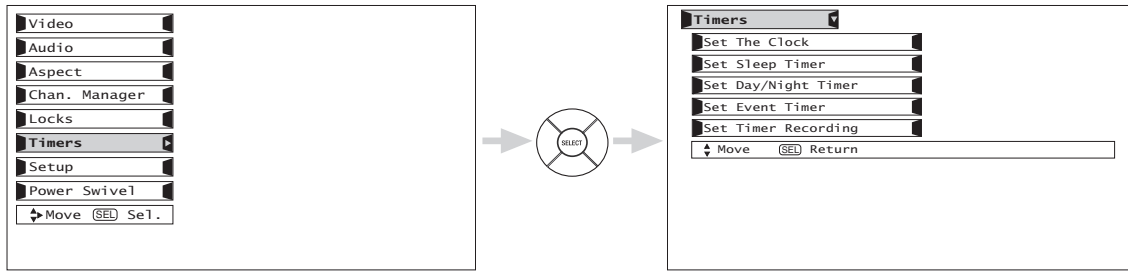 Video
Audio
Aspect
Chan. Manager
Locks
Timers
Setup
Power Swivel
Move SEL Sel.
SELECT
Timers
Set The Clock
Set Sleep Timer
Set Day/Night Timer
Set Event Timer
Set Timer Recording
Move SEL Return